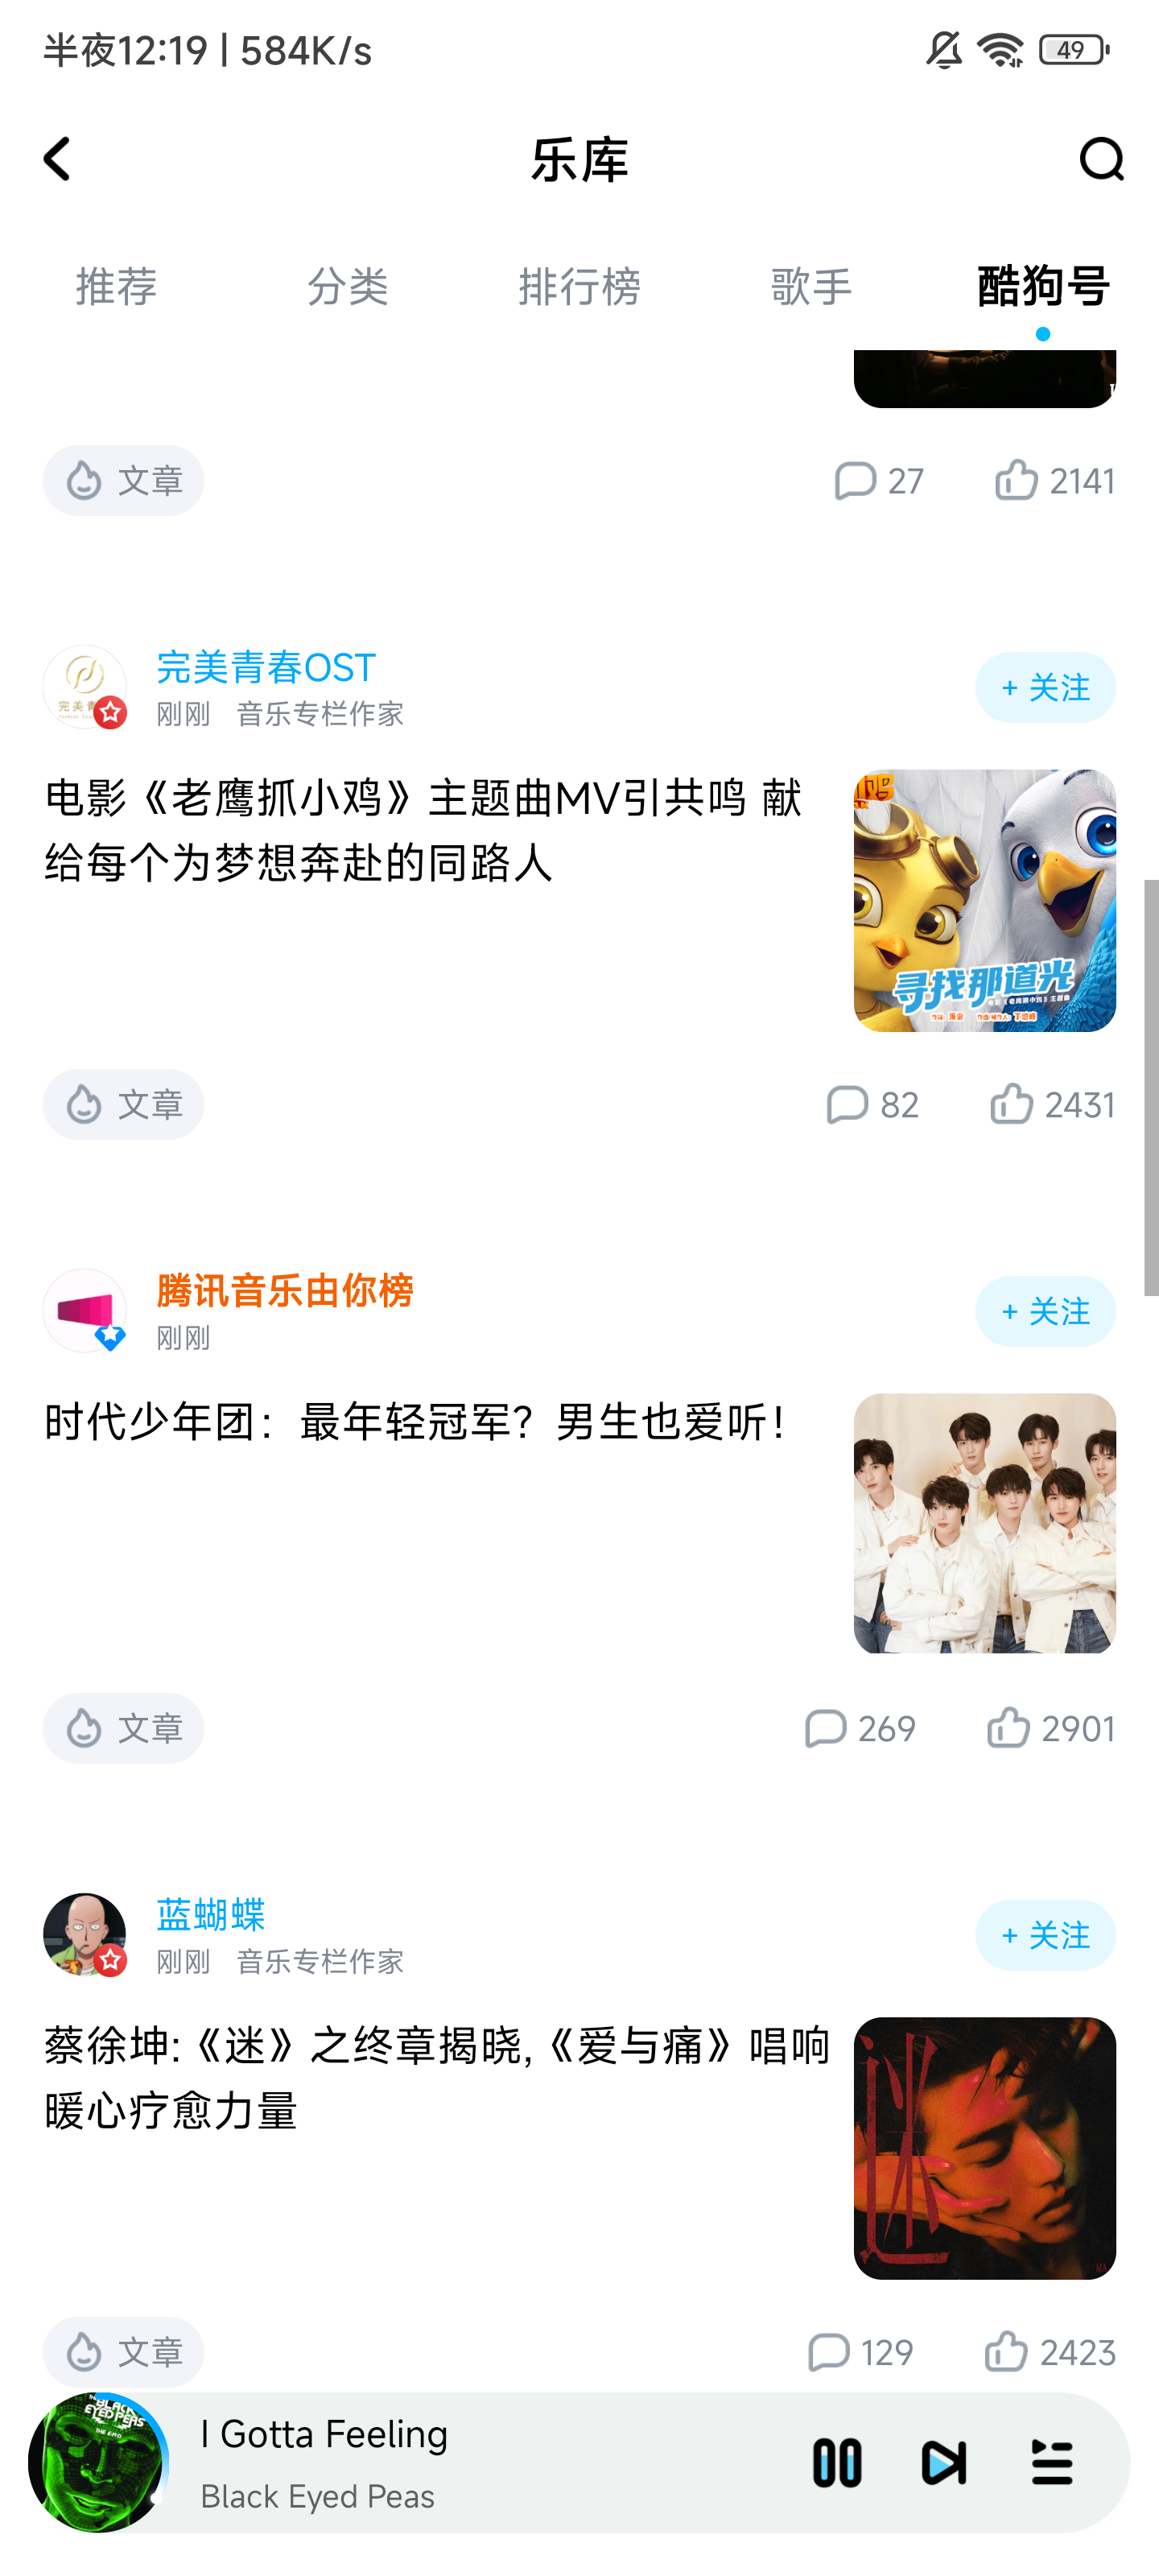 半夜12:19 | 584K/s
49
乐库
推荐 分类 排行榜 歌手 酷狗号
文章 27 2141
完美青春OST
刚刚 音乐专栏作家
+ 关注
电影《老鹰抓小鸡》主题曲MV引共鸣 献
给每个为梦想奔赴的同路人
寻找那道光
文章 82 2431
腾讯音乐由你榜
刚刚
+ 关注
时代少年团：最年轻冠军？男生也爱听！
文章 269 2901
蓝蝴蝶
刚刚 音乐专栏作家
+ 关注
蔡徐坤:《迷》之终章揭晓,《爱与痛》唱响
暖心疗愈力量
迷
文章 129 2423
BLACK
EYED PEAS
THE E.N.D
I Gotta Feeling
Black Eyed Peas